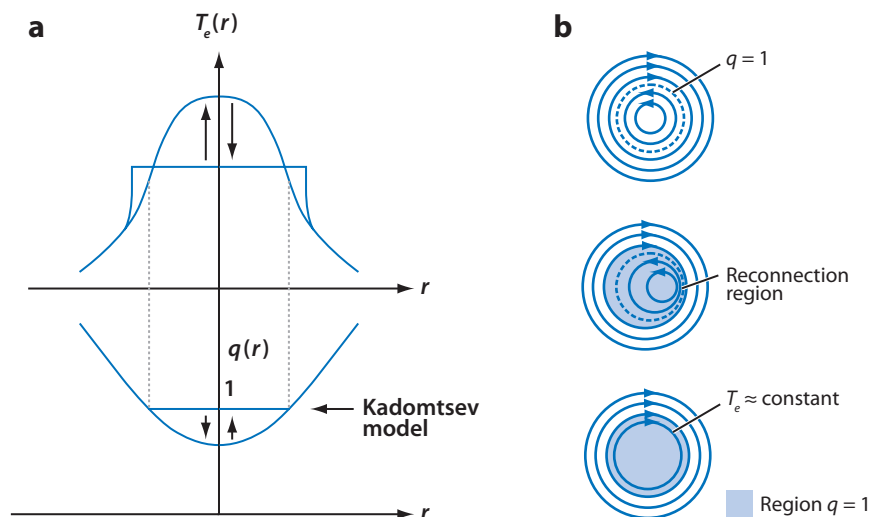 a
T_e(r)
r
q(r)
1
Kadomtsev
model
r
b
q = 1
Reconnection
region
T_e ≈ constant
Region q = 1